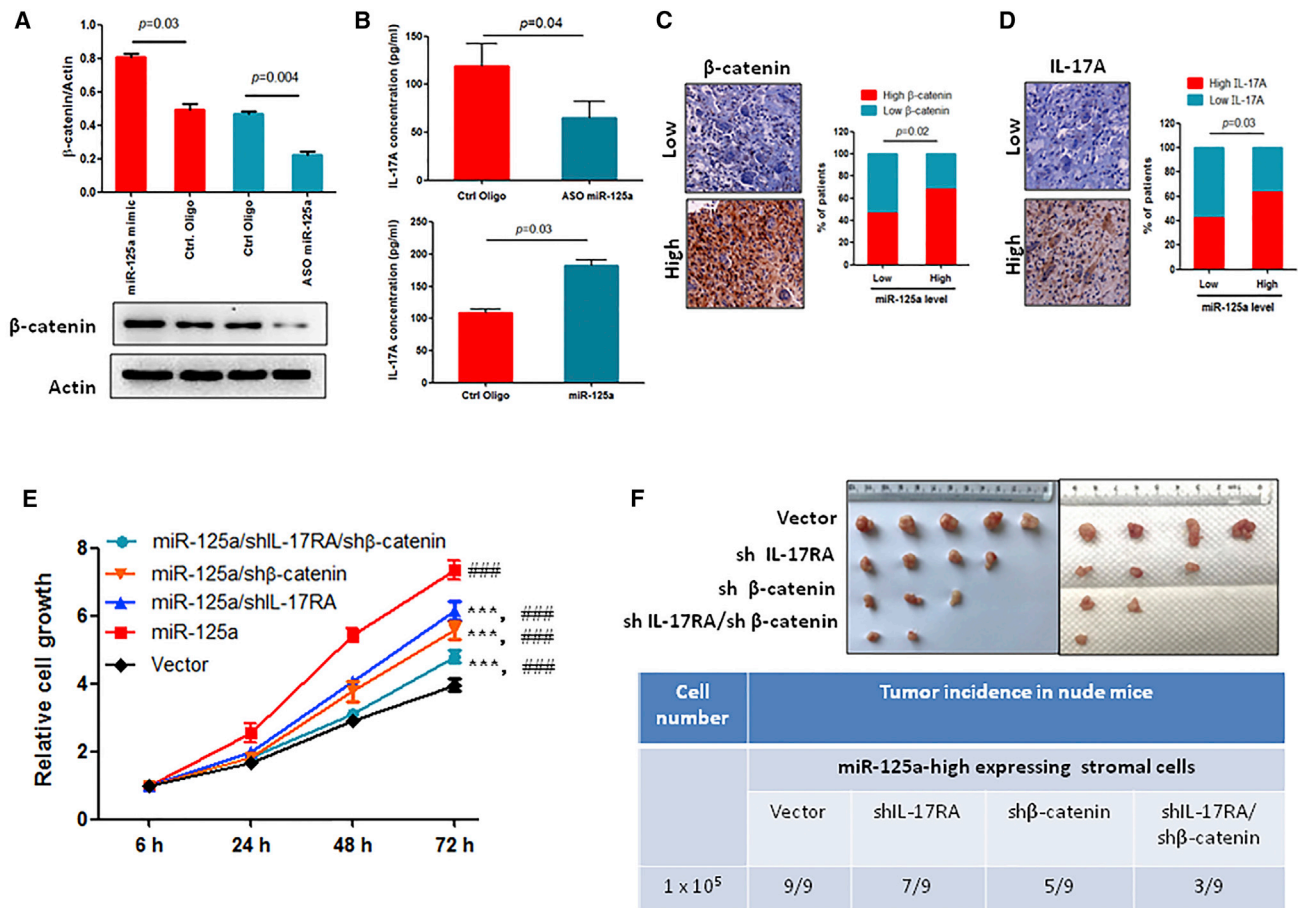 A
β-catenin/Actin
1.0
0.8
0.6
0.4
0.2
0.0
p=0.03
p=0.004
miR-125a mimic
Ctrl. Oligo
Ctrl Oligo
ASO miR-125a
β-catenin
Actin
B
IL-17A concentration (pg/ml)
150
100
50
0
p=0.04
Ctrl Oligo
ASO miR-125a
IL-17A concentration (pg/ml)
250
200
150
100
50
0
p=0.03
Ctrl Oligo
miR-125a
C
β-catenin
Low
High
High β-catenin
Low β-catenin
p=0.02
% of patients
120
100
80
60
40
20
0
Low
High
miR-125a level
D
IL-17A
Low
High
High IL-17A
Low IL-17A
p=0.03
% of patients
120
100
80
60
40
20
0
Low
High
miR-125a level
E
Relative cell growth
8
6
4
2
0
miR-125a/shIL-17RA/shβ-catenin
miR-125a/shβ-catenin
miR-125a/shIL-17RA
miR-125a
Vector
###
***, ###
***, ###
***, ###
6 h
24 h
48 h
72 h
F
Vector
sh IL-17RA
sh β-catenin
sh IL-17RA/sh β-catenin
Cell number
Tumor incidence in nude mice
miR-125a-high expressing stromal cells
Vector
shIL-17RA
shβ-catenin
shIL-17RA/
shβ-catenin
1 x 10⁵
9/9
7/9
5/9
3/9